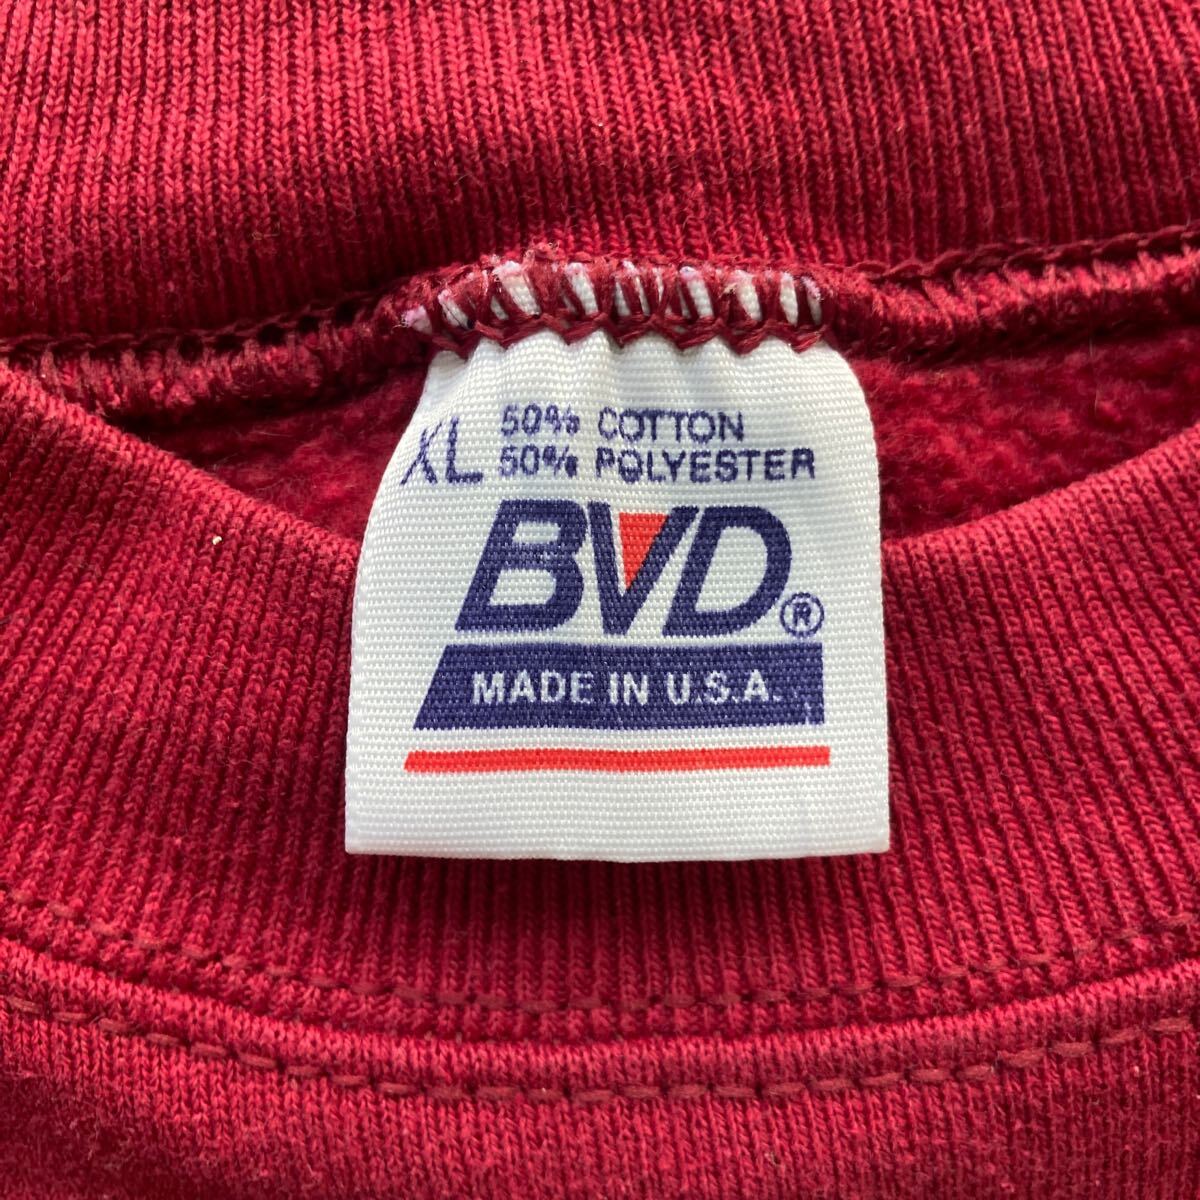 XL 50% COTTON
50% POLYESTER
BVD®
MADE IN U.S.A.